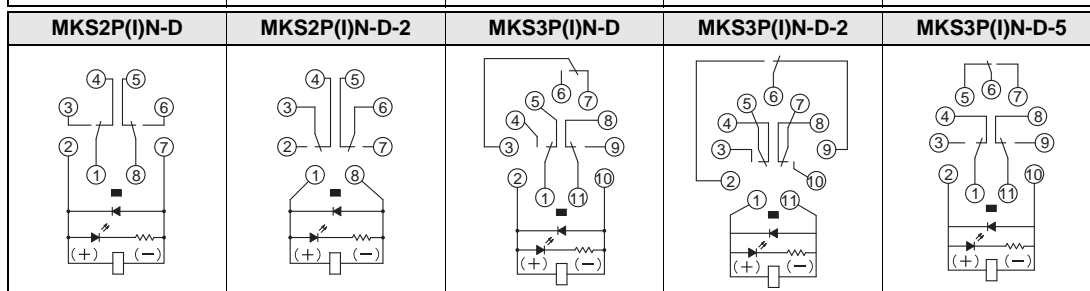 MKS2P(I)N-D MKS2P(I)N-D-2 MKS3P(I)N-D MKS3P(I)N-D-2 MKS3P(I)N-D-5
4 5 3 6 2 7 1 8 (+) (−)
4 5 3 6 2 7 1 8 (+) (−)
6 7 5 4 8 3 9 2 10 1 11 (+) (−)
6 5 7 4 8 3 9 2 10 1 11 (+) (−)
5 6 7 4 8 3 9 2 10 1 11 (+) (−)